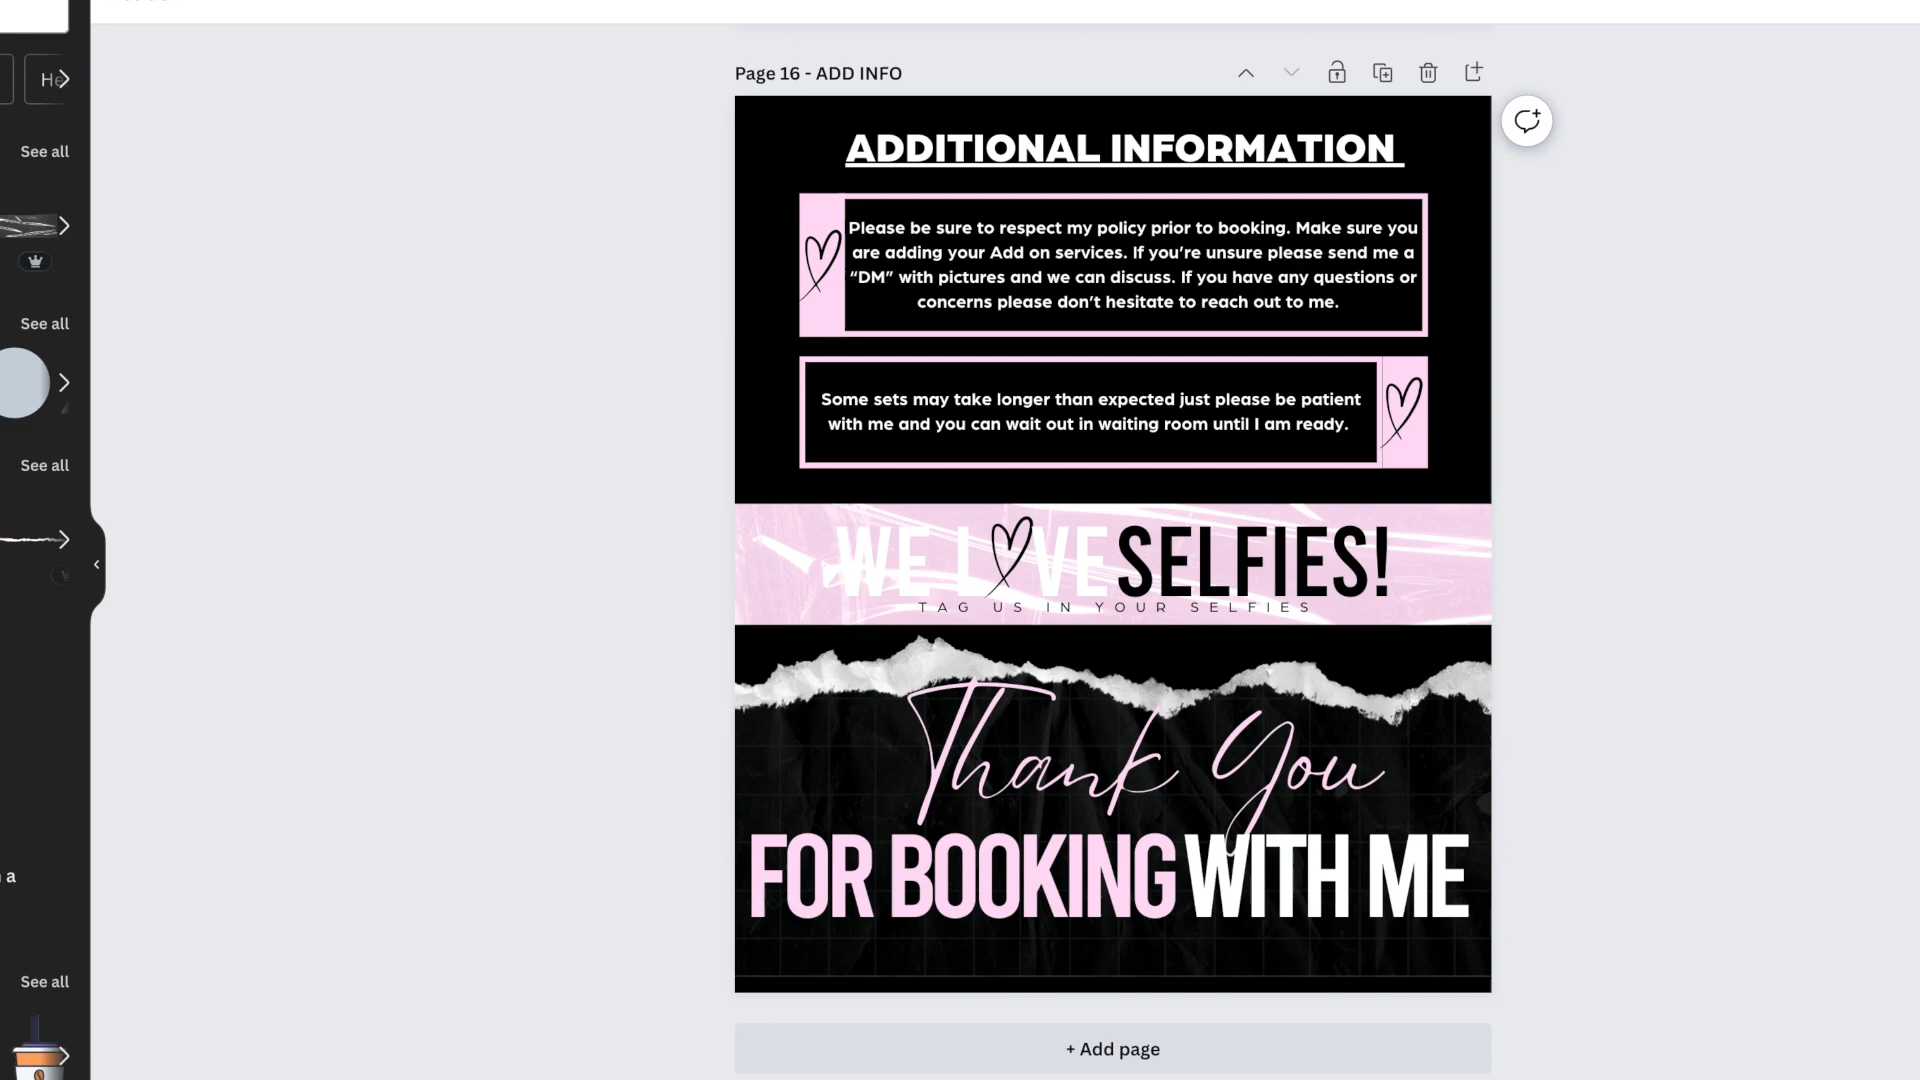 Page 16 - ADD INFO
See all
See all
See all
a
See all
ADDITIONAL INFORMATION
Please be sure to respect my policy prior to booking. Make sure you
are adding your Add on services. If you’re unsure please send me a
“DM” with pictures and we can discuss. If you have any questions or
concerns please don’t hesitate to reach out to me.
Some sets may take longer than expected just please be patient
with me and you can wait out in waiting room until I am ready.
WE L VE SELFIES!
TAG US IN YOUR SELFIES
Thank You
FOR BOOKING WITH ME
+ Add page